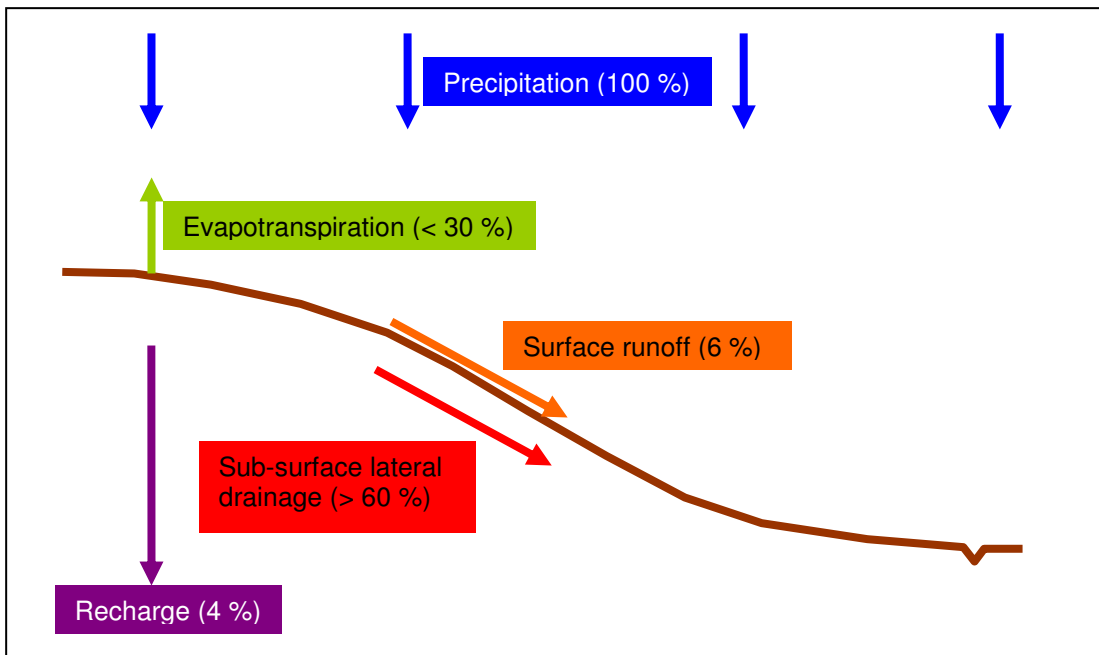 Precipitation (100 %)
Evapotranspiration (< 30 %)
Surface runoff (6 %)
Sub-surface lateral
drainage (> 60 %)
Recharge (4 %)